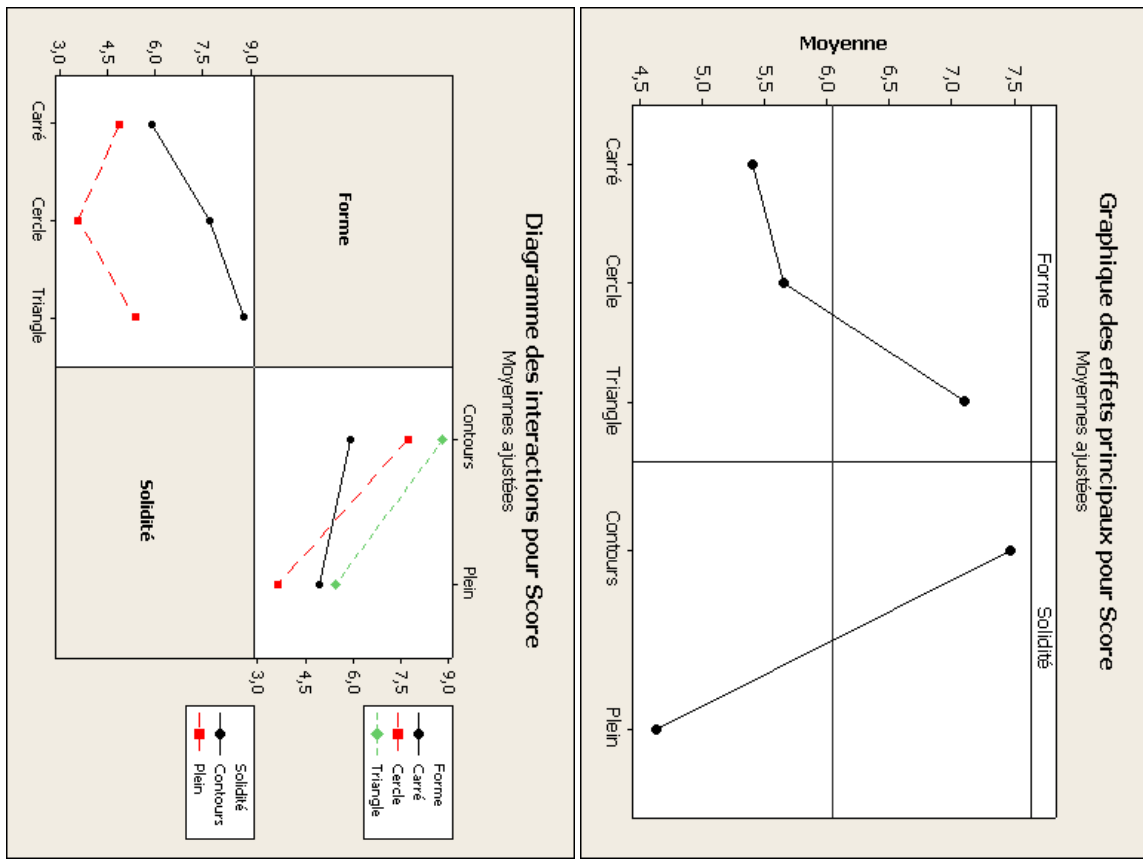 Graphique des effets principaux pour Score
Moyennes ajustées
Forme
Solidité
Moyenne
7,5
7,0
6,5
6,0
5,5
5,0
4,5
Carré
Cercle
Triangle
Contours
Plein
Diagramme des interactions pour Score
Moyennes ajustées
Contours
Plein
Forme
9,0
7,5
6,0
4,5
3,0
Forme
Carré
Cercle
Triangle
9,0
7,5
6,0
4,5
3,0
Solidité
Solidité
Contours
Plein
Carré
Cercle
Triangle